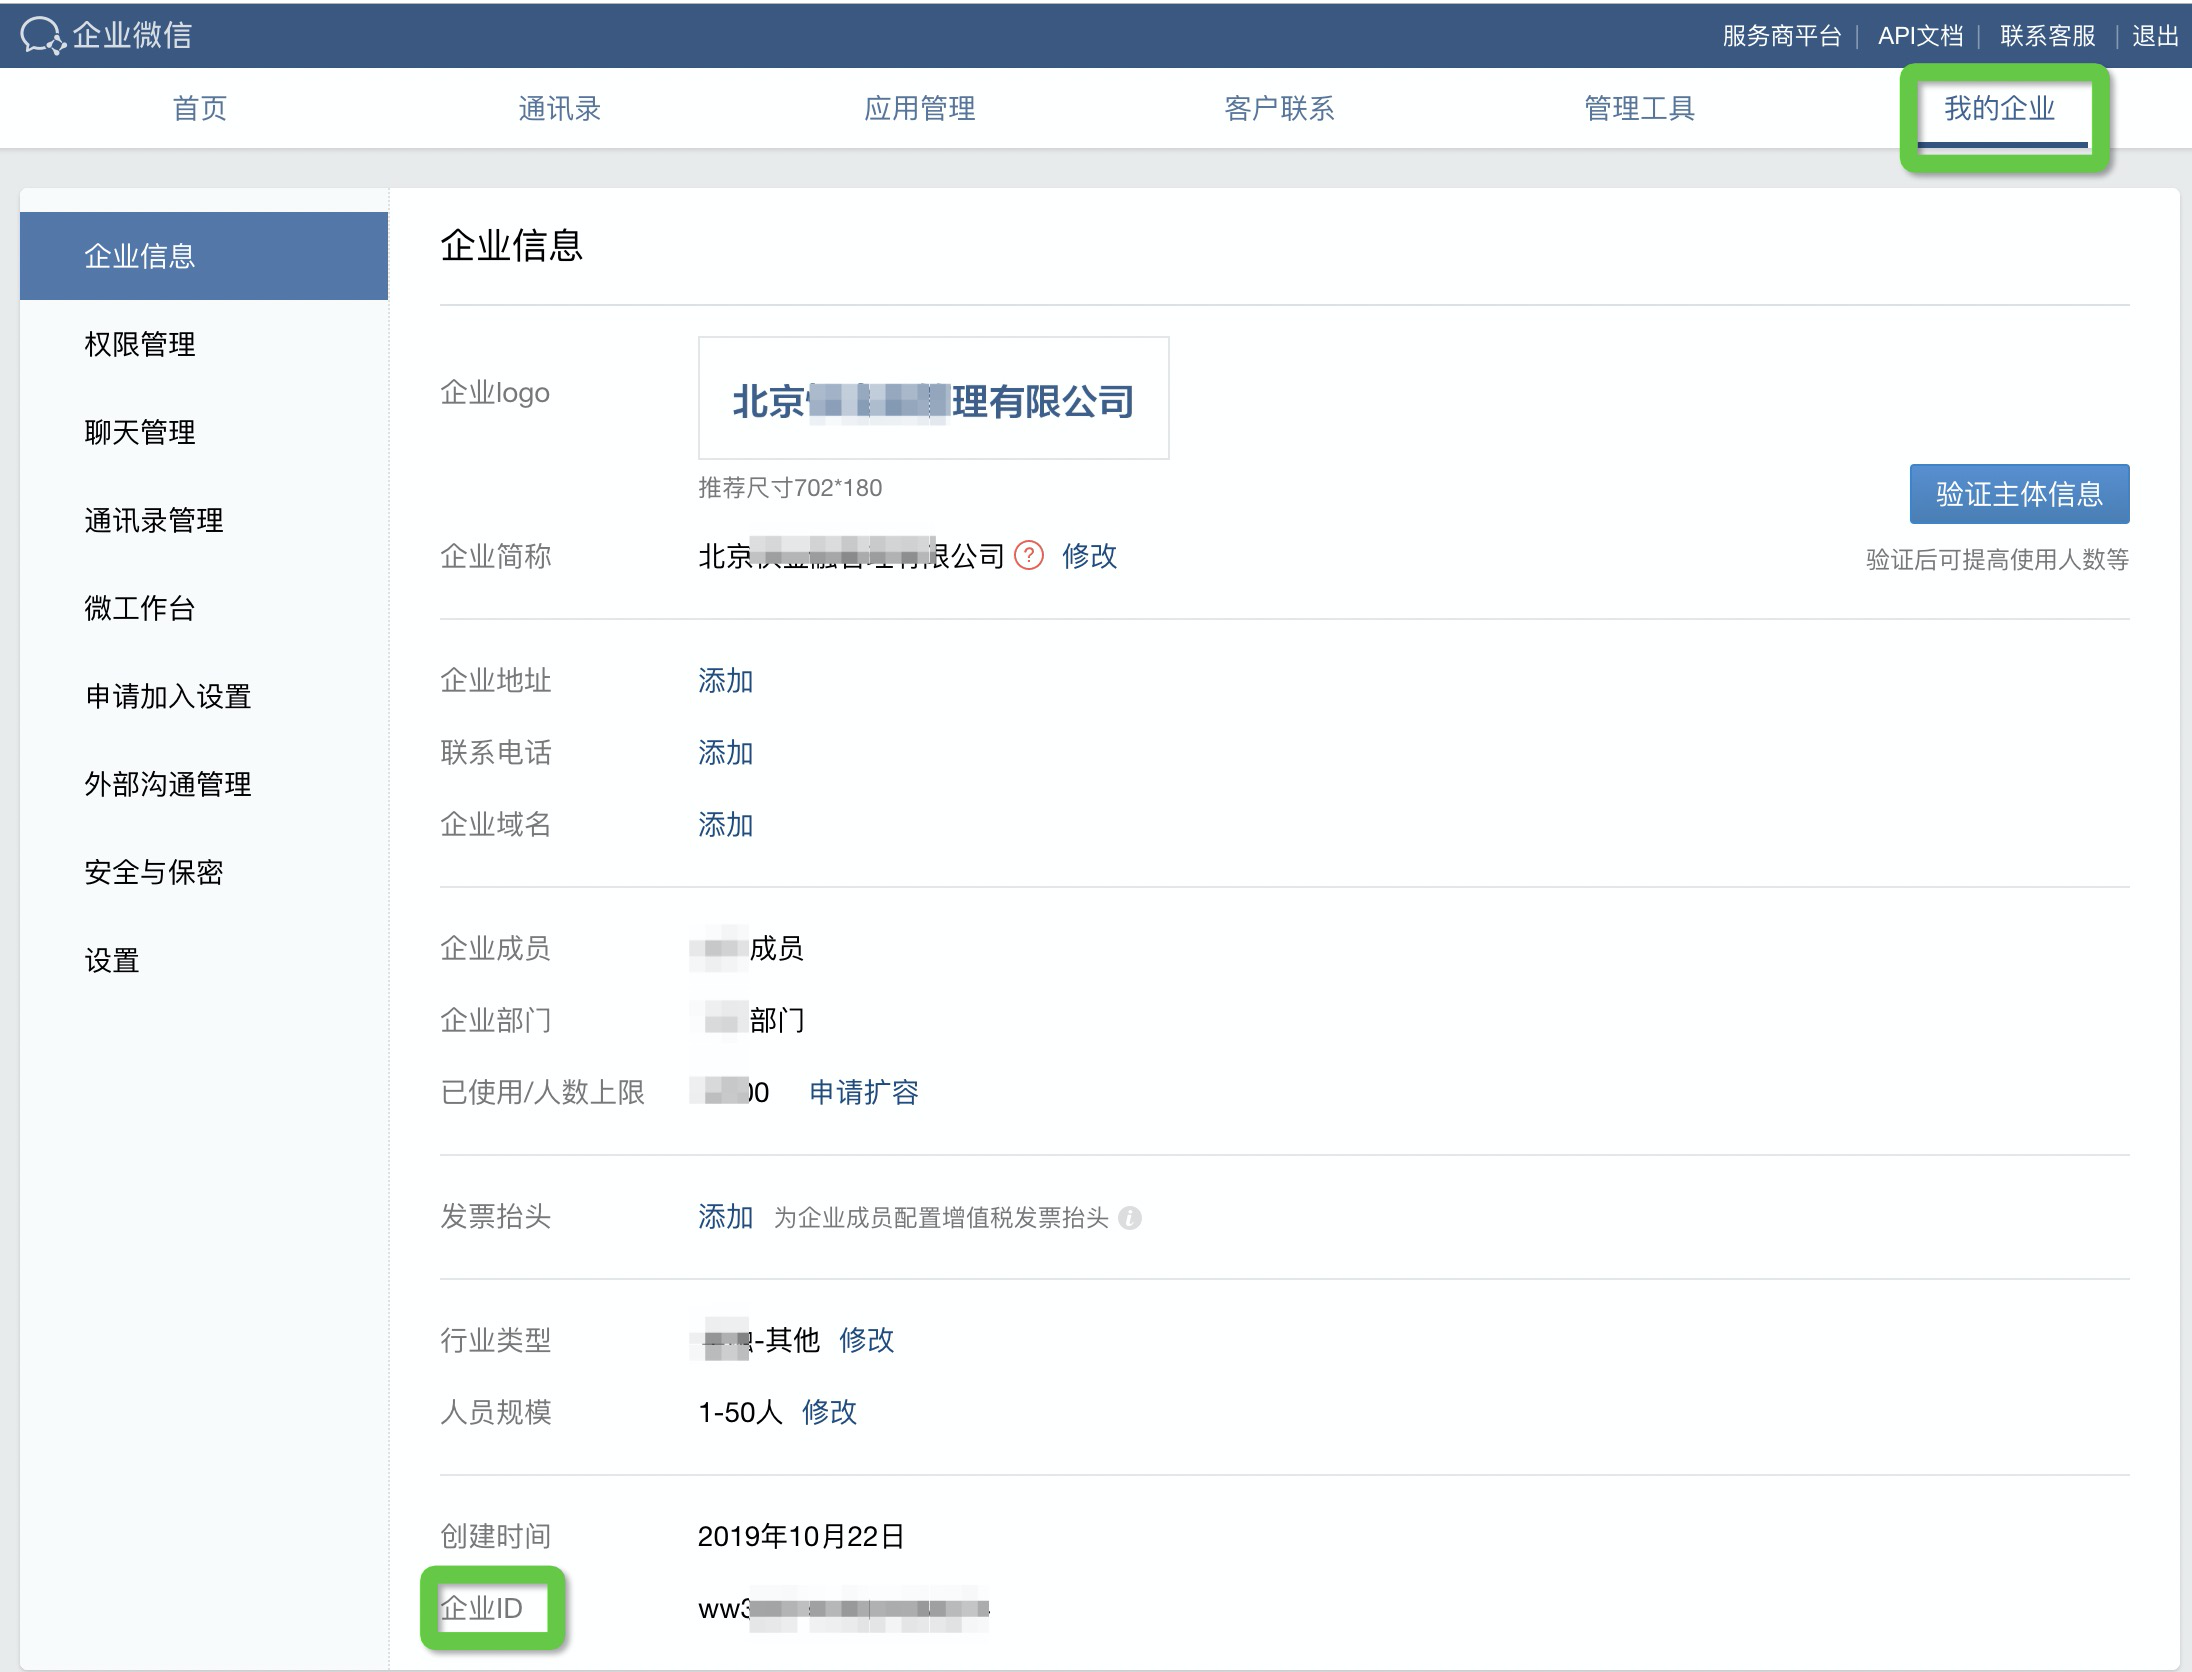 企业微信
服务商平台 | API文档 | 联系客服 | 退出
首页 通讯录 应用管理 客户联系 管理工具 我的企业
企业信息
权限管理
聊天管理
通讯录管理
微工作台
申请加入设置
外部沟通管理
安全与保密
设置
企业信息
企业logo
北京 理有限公司
推荐尺寸702*180
验证主体信息
验证后可提高使用人数等
企业简称 北京 限公司 ? 修改
企业地址 添加
联系电话 添加
企业域名 添加
企业成员 成员
企业部门 部门
已使用/人数上限 00 申请扩容
发票抬头 添加 为企业成员配置增值税发票抬头 i
行业类型 -其他 修改
人员规模 1-50人 修改
创建时间 2019年10月22日
企业ID ww3